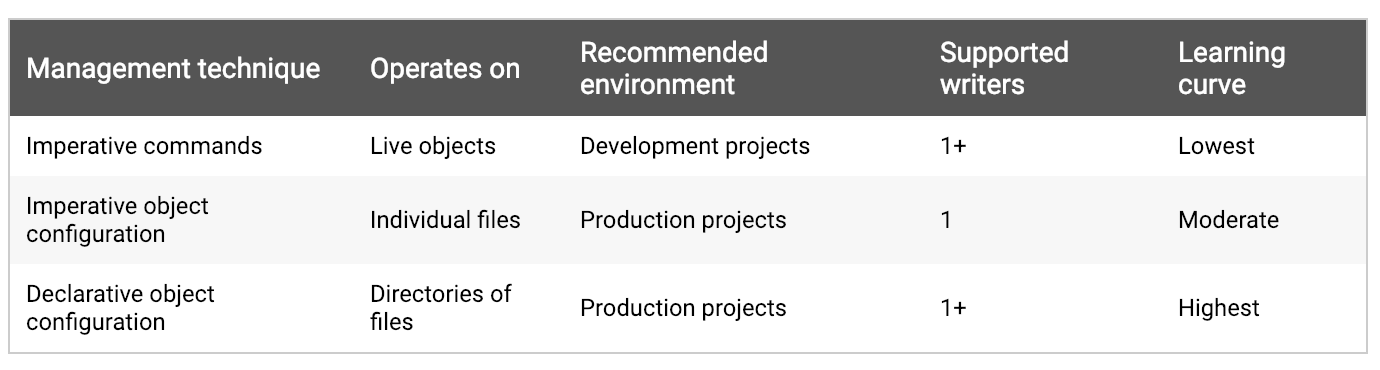 Management technique
Operates on
Recommended
environment
Supported
writers
Learning
curve
Imperative commands
Live objects
Development projects
1+
Lowest
Imperative object
configuration
Individual files
Production projects
1
Moderate
Declarative object
configuration
Directories of
files
Production projects
1+
Highest